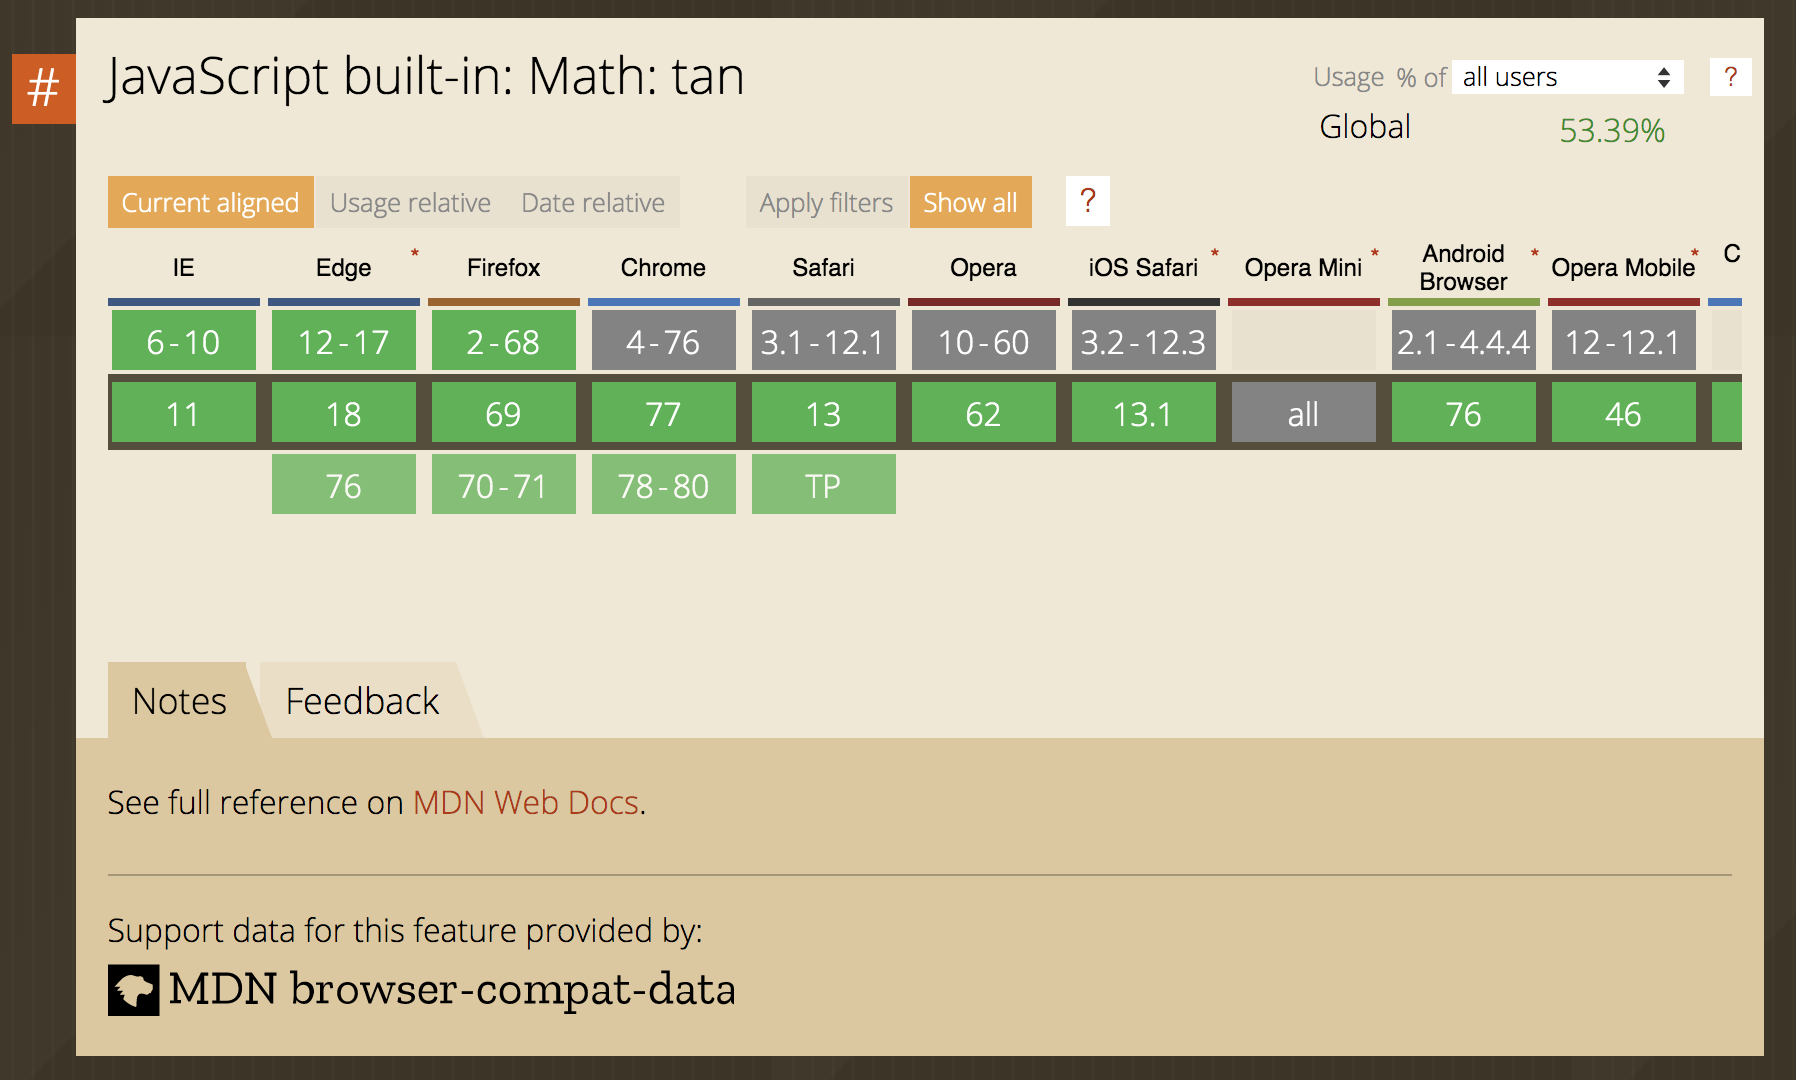 #
JavaScript built-in: Math: tan
Usage % of all users ?
Global 53.39%
Current aligned Usage relative Date relative Apply filters Show all ?
IE Edge * Firefox Chrome Safari Opera iOS Safari * Opera Mini * Android Browser * Opera Mobile * C
6-10 12-17 2-68 4-76 3.1-12.1 10-60 3.2-12.3 2.1-4.4.4 12-12.1
11 18 69 77 13 62 13.1 all 76 46
76 70-71 78-80 TP
Notes Feedback
See full reference on MDN Web Docs.
Support data for this feature provided by:
MDN browser-compat-data